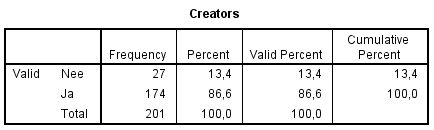 Creators
Frequency Percent Valid Percent Cumulative Percent
Valid Nee 27 13,4 13,4 13,4
Ja 174 86,6 86,6 100,0
Total 201 100,0 100,0